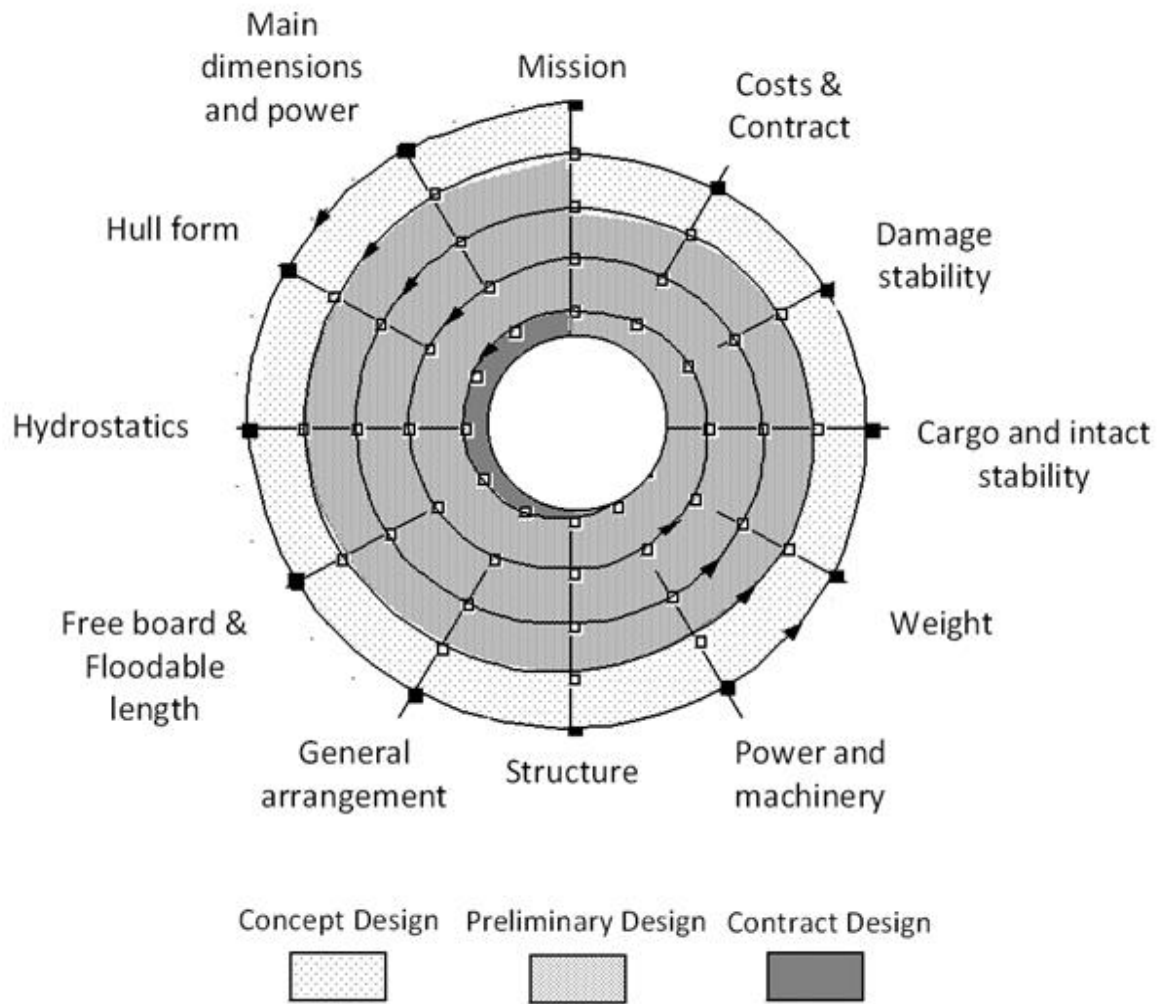 Main
dimensions
and power
Mission
Costs &
Contract
Hull form
Damage
stability
Hydrostatics
Cargo and intact
stability
Free board &
Floodable
length
Weight
General
arrangement
Structure
Power and
machinery
Concept Design
Preliminary Design
Contract Design